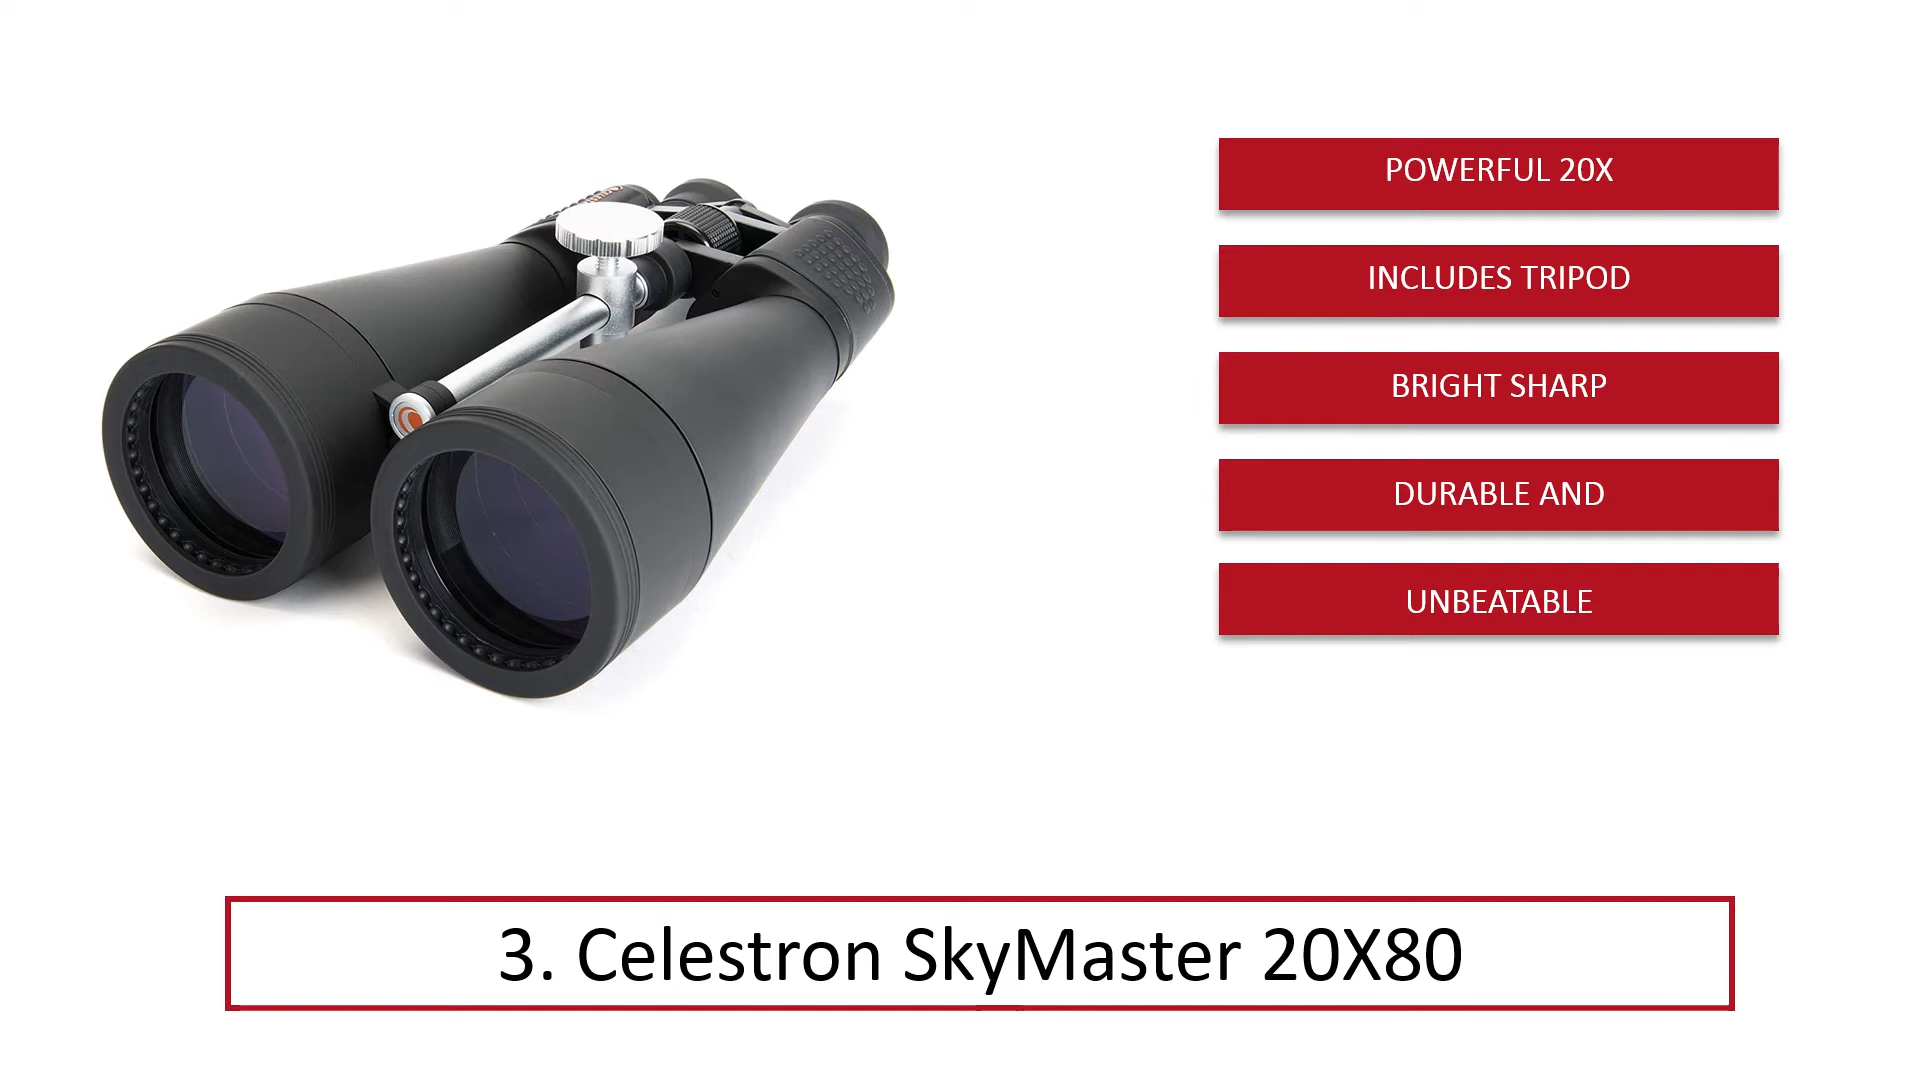 POWERFUL 20X
INCLUDES TRIPOD
BRIGHT SHARP
DURABLE AND
UNBEATABLE
3. Celestron SkyMaster 20X80